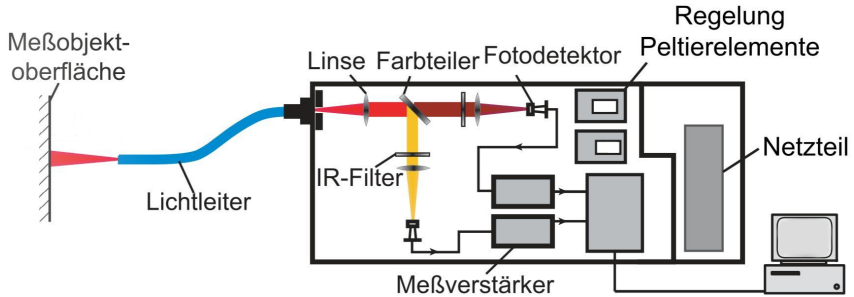 Meßobjekt-
oberfläche
Linse
Farbteiler
Fotodetektor
Regelung
Peltierelemente
Lichtleiter
IR-Filter
Meßverstärker
Netzteil